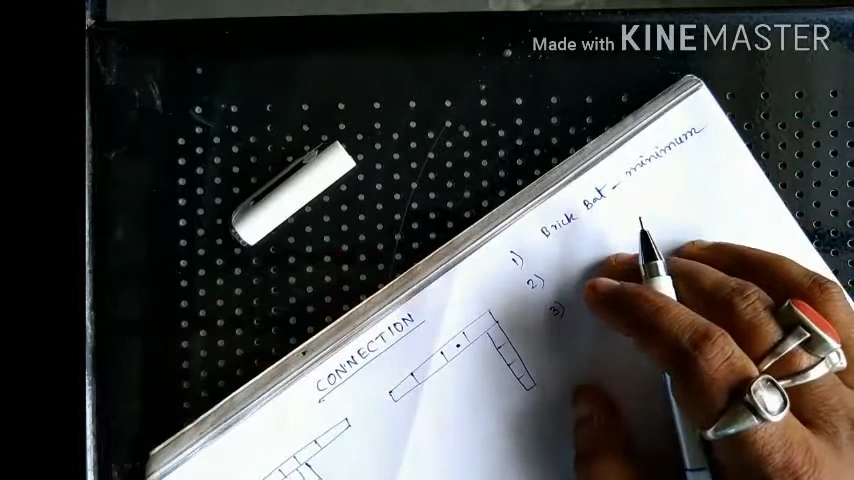 Made with KINEMASTER
1) Brick Bat - minimum
2)
3)
CONNECTION